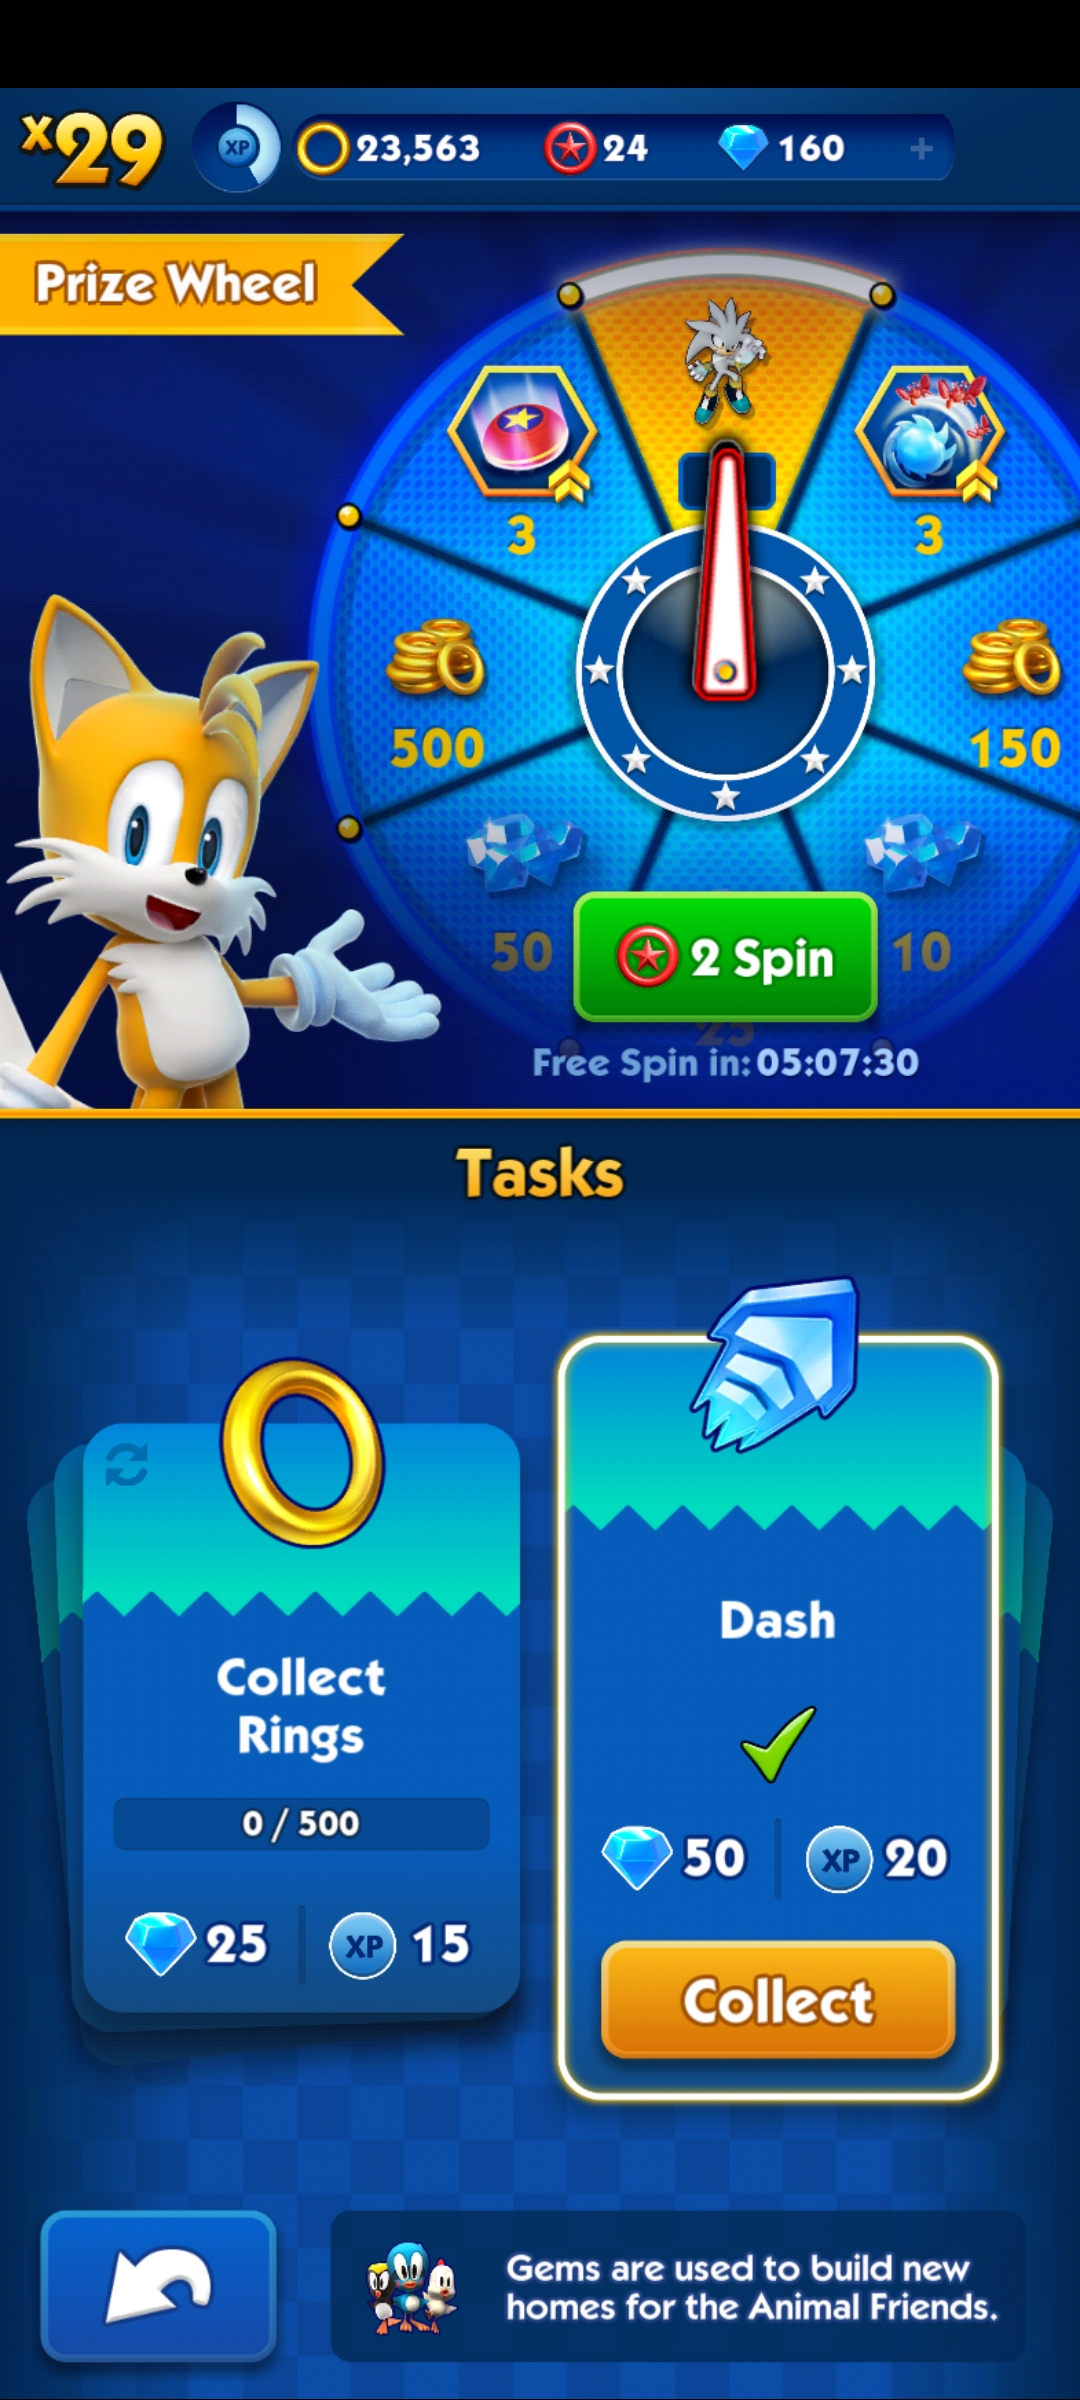 x29
XP
23,563
24
160
+
Prize Wheel
3
3
500
150
50
10
2 Spin
25
Free Spin in: 05:07:30
Tasks
Collect
Rings
0 / 500
25
XP
15
Dash
50
XP
20
Collect
Gems are used to build new
homes for the Animal Friends.